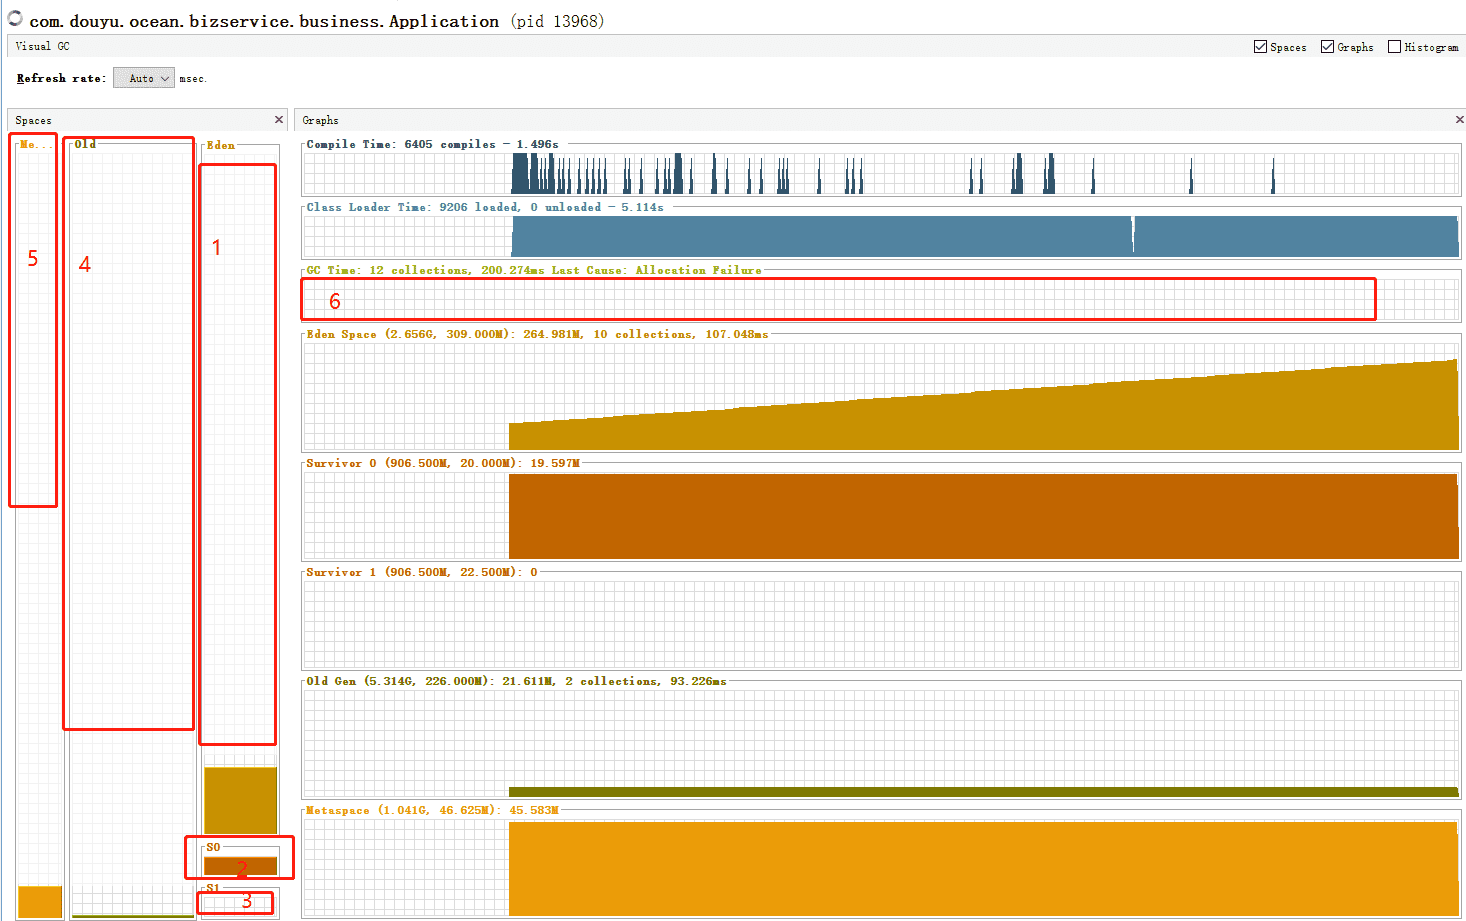 com.douyu.ocean.bizservice.business.Application (pid 13968)
Visual GC
Spaces Graphs Histogram
Refresh rate: Auto msec.
Spaces
Graphs
Me...
Old
Eden
5
4
1
S0
2
S1
3
Compile Time: 6405 compiles - 1.496s
Class Loader Time: 9206 loaded, 0 unloaded - 5.114s
GC Time: 12 collections, 200.274ms Last Cause: Allocation Failure
6
Eden Space (2.656G, 309.000M): 264.981M, 10 collections, 107.048ms
Survivor 0 (906.500M, 20.000M): 19.597M
Survivor 1 (906.500M, 22.500M): 0
Old Gen (5.314G, 226.000M): 21.611M, 2 collections, 93.226ms
Metaspace (1.041G, 46.625M): 45.583M